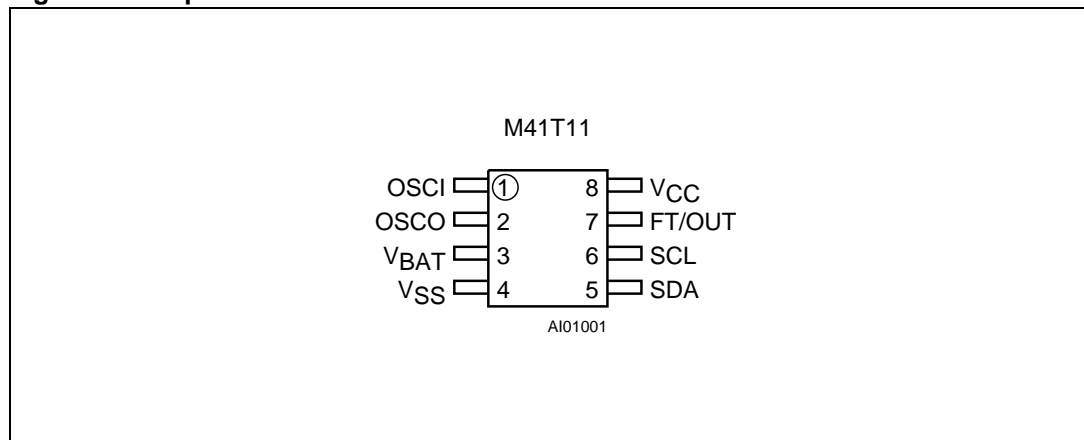 M41T11
OSCI 1 8 VCC
OSCO 2 7 FT/OUT
VBAT 3 6 SCL
VSS 4 5 SDA
AI01001